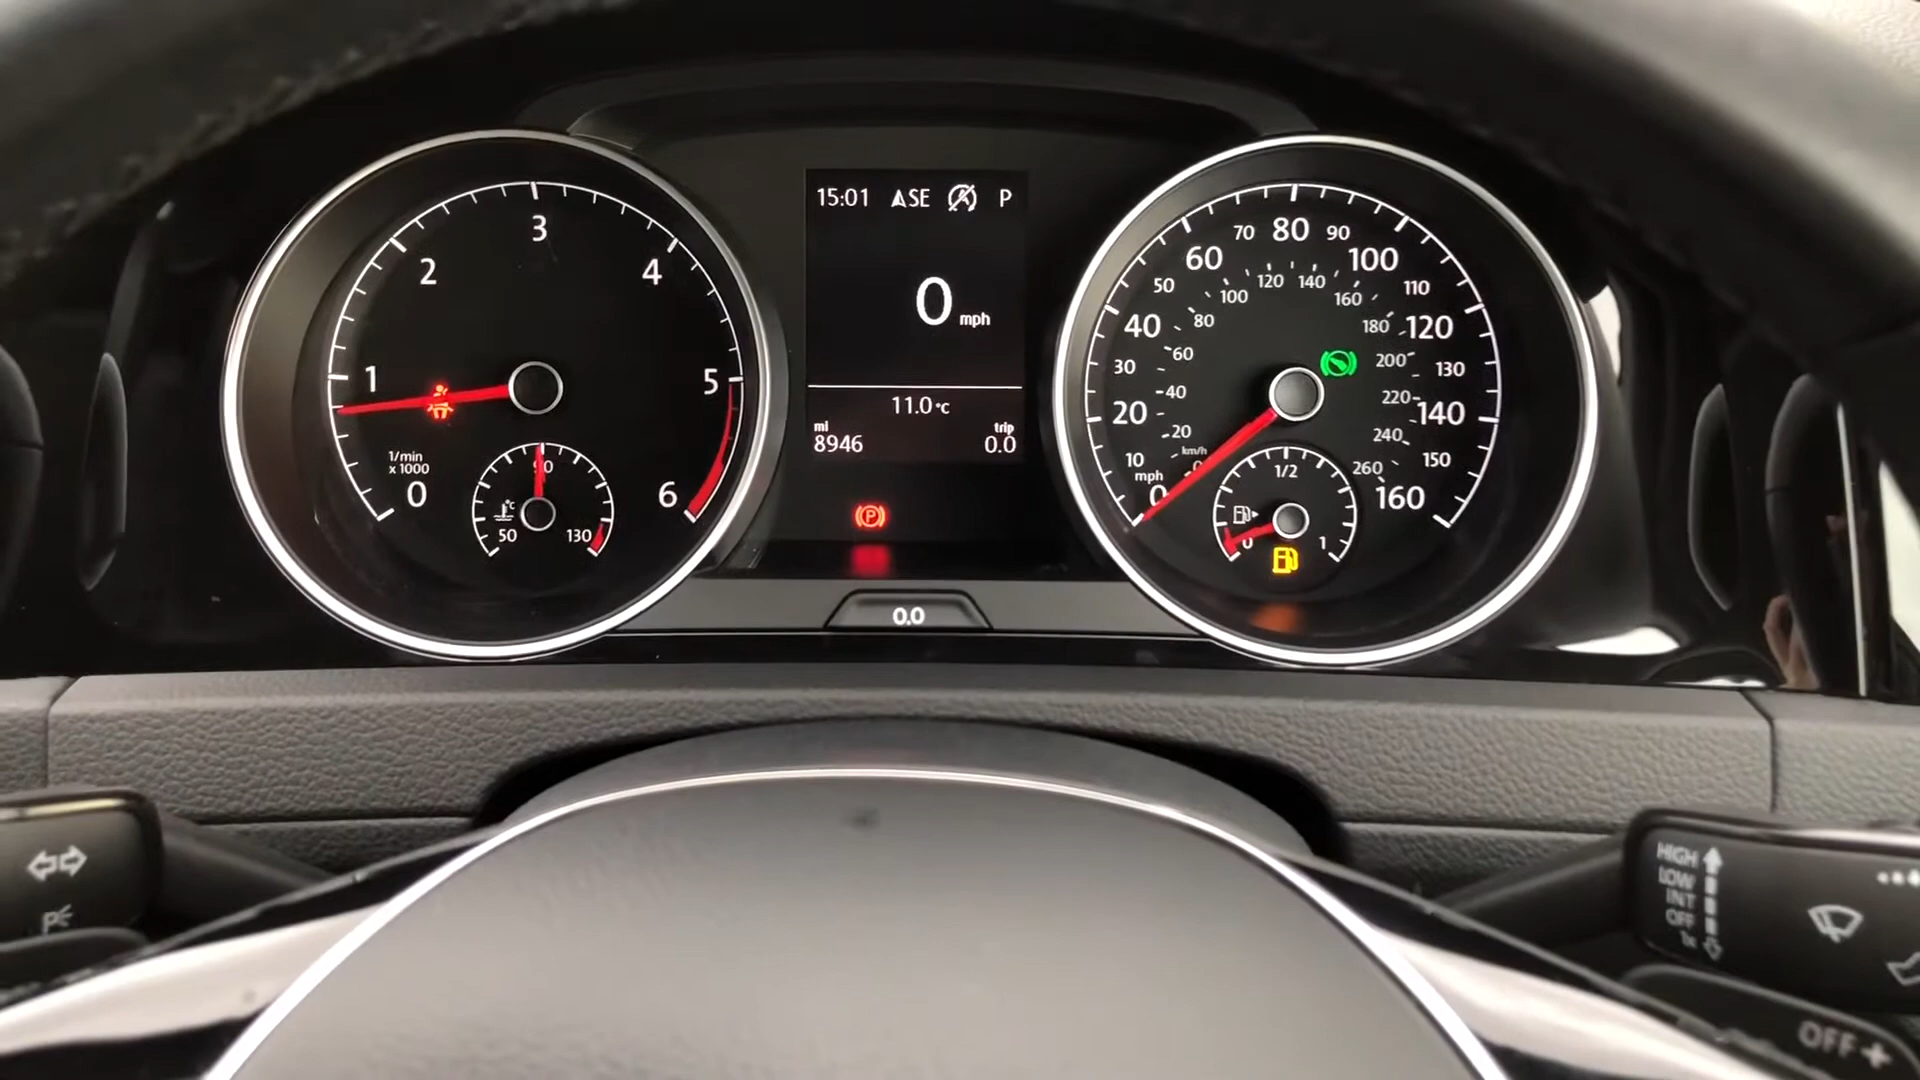 15:01 ASE P
0 mph
11.0°C
mi trip
8946 0.0
P
0.0
0 1 2 3 4 5 6
1/min
x 1000
50 90 130
°C
0 10 20 30 40 50 60 70 80 90 100 110 120 130 140 150 160
mph
km/h
0 20 40 60 80 100 120 140 160 180 200 220 240 260
0 1/2 1
P
HIGH
LOW
INT
OFF
1x
OFF +